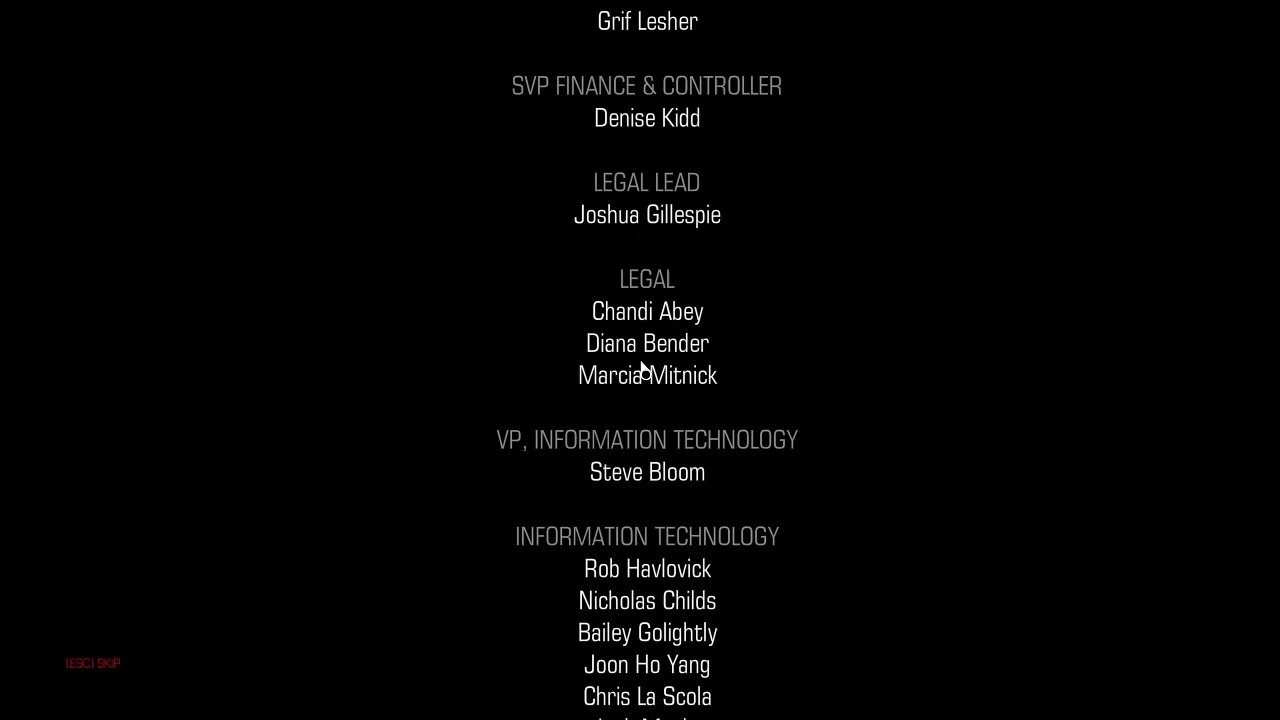 Grif Lesher
SVP FINANCE & CONTROLLER
Denise Kidd
LEGAL LEAD
Joshua Gillespie
LEGAL
Chandi Abey
Diana Bender
Marcia Mitnick
VP, INFORMATION TECHNOLOGY
Steve Bloom
INFORMATION TECHNOLOGY
Rob Havlovick
Nicholas Childs
Bailey Golightly
Joon Ho Yang
[ESC] SKIP
Chris La Scola